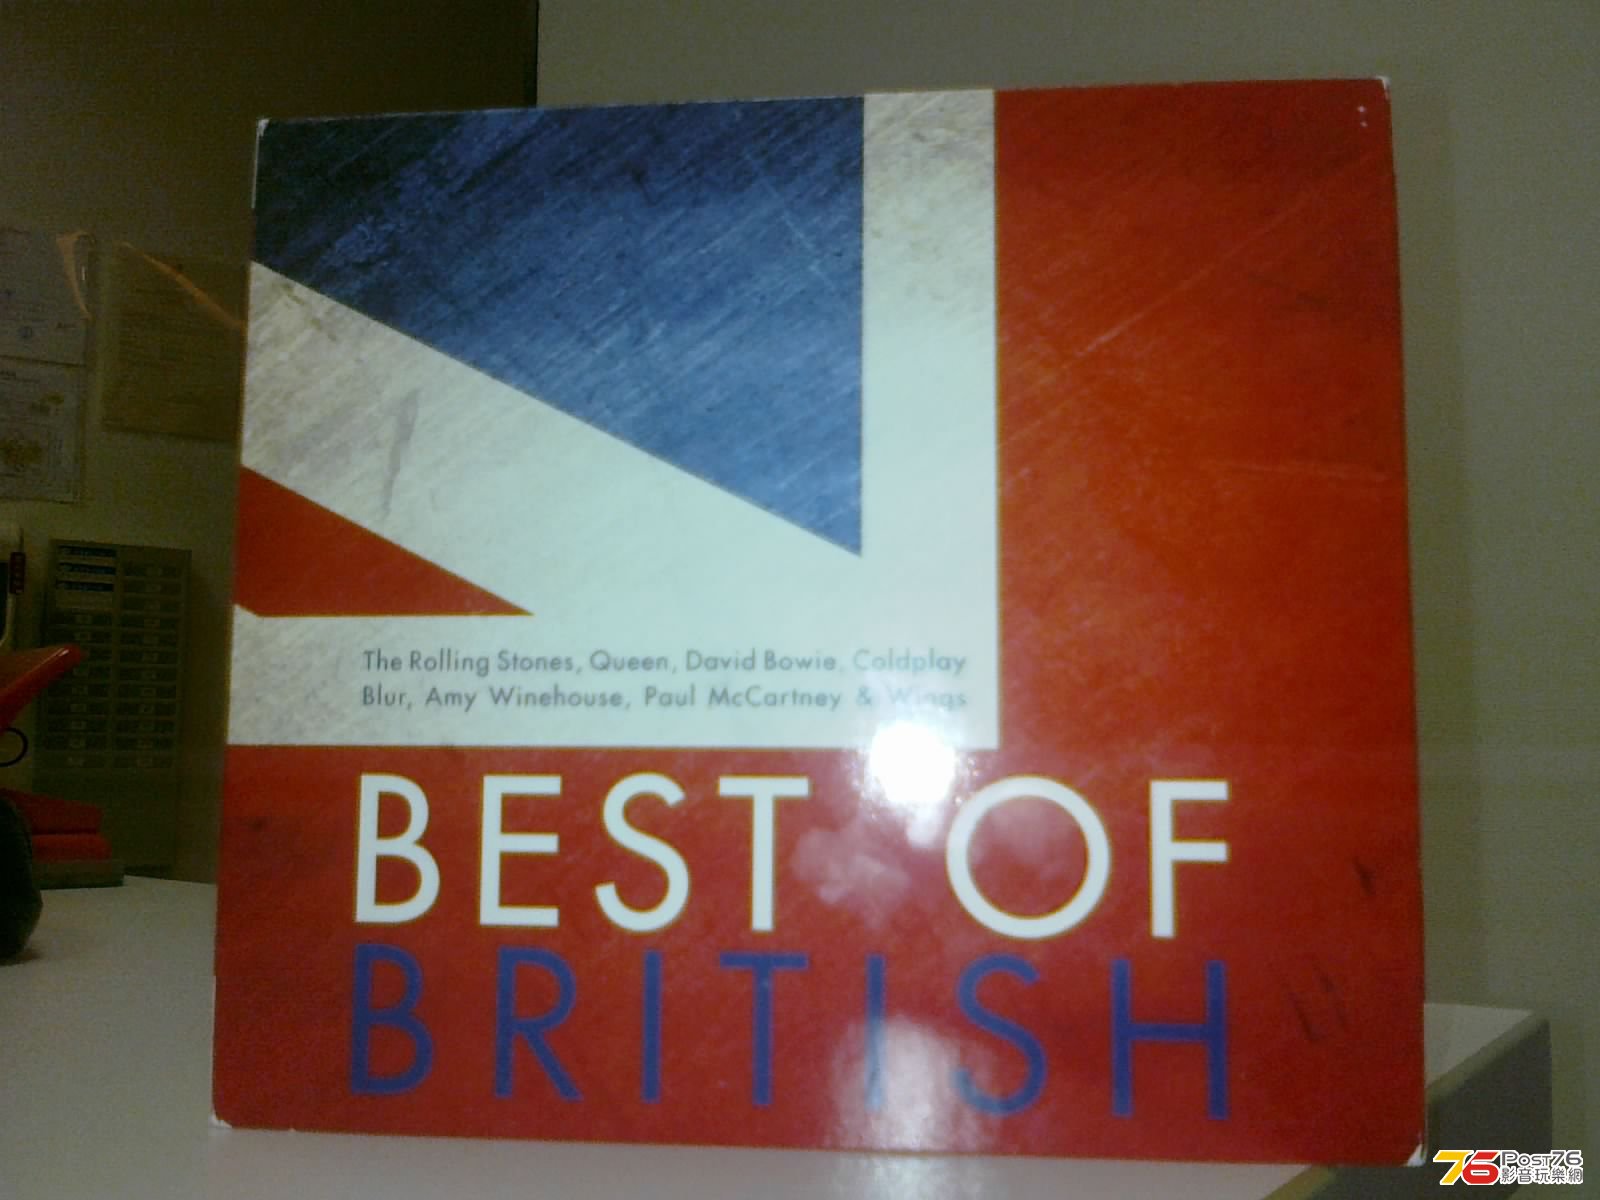 The Rolling Stones, Queen, David Bowie, Coldplay
Blur, Amy Winehouse, Paul McCartney & Wings
BEST OF
BRITISH
76 Post76
影音玩樂網